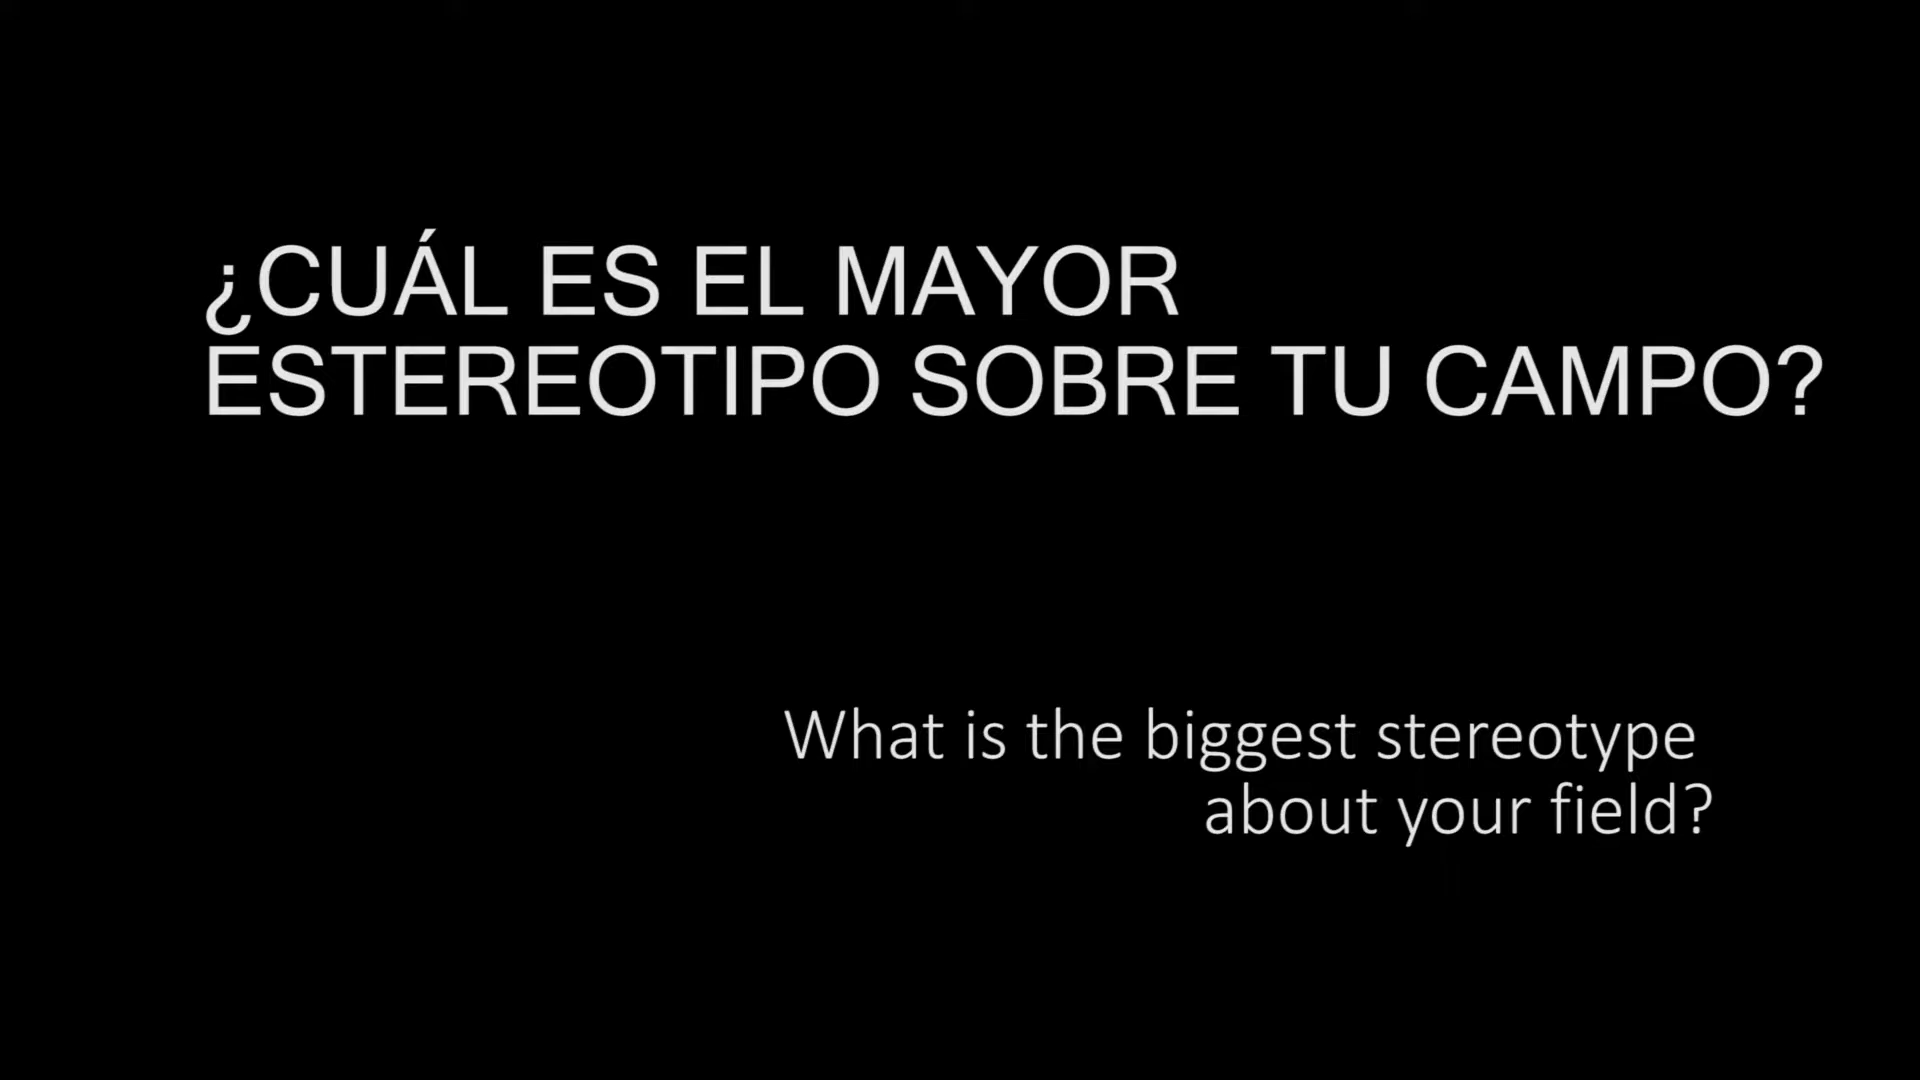 ¿CUÁL ES EL MAYOR
ESTEREOTIPO SOBRE TU CAMPO?
What is the biggest stereotype
about your field?